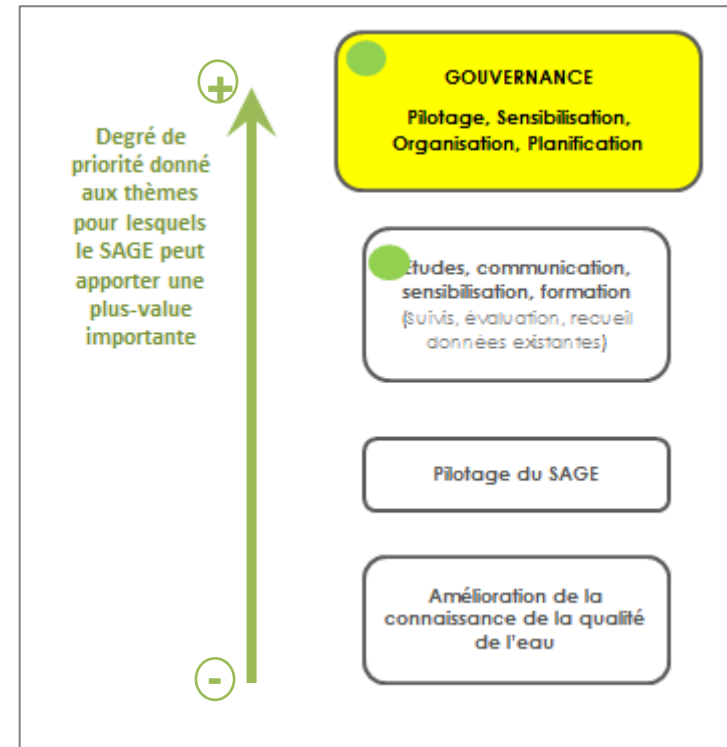 +
Degré de
priorité donné
aux thèmes
pour lesquels
le SAGE peut
apporter une
plus-value
importante
-
GOUVERNANCE
Pilotage, Sensibilisation,
Organisation, Planification
Etudes, communication,
sensibilisation, formation
(suivis, évaluation, recueil
données existantes)
Pilotage du SAGE
Amélioration de la
connaissance de la qualité
de l'eau